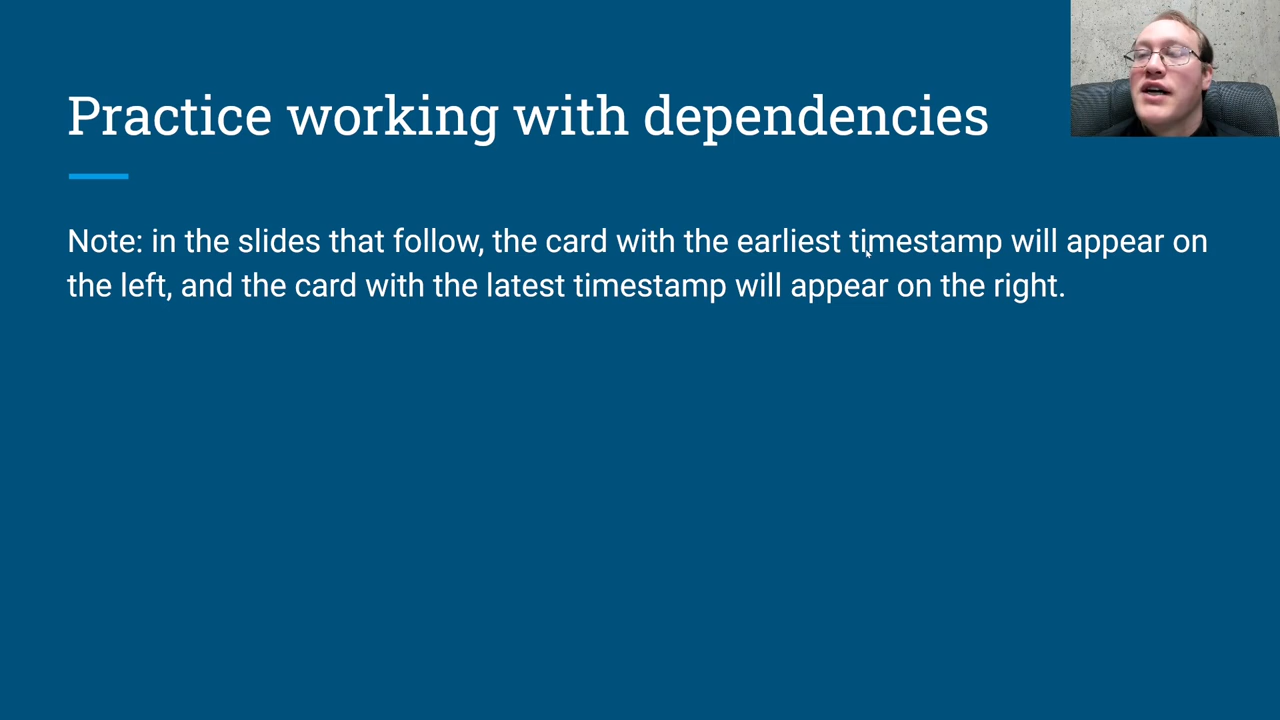 Practice working with dependencies
Note: in the slides that follow, the card with the earliest timestamp will appear on
the left, and the card with the latest timestamp will appear on the right.